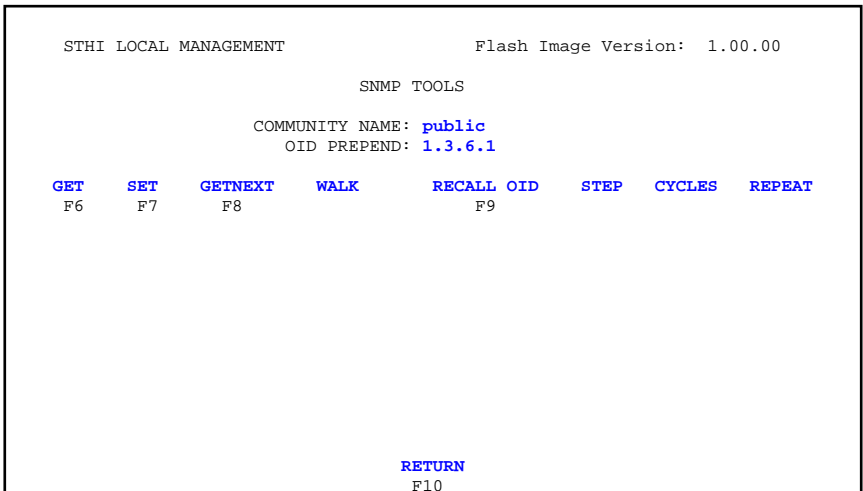 STHI LOCAL MANAGEMENT Flash Image Version: 1.00.00
SNMP TOOLS
COMMUNITY NAME: public
OID PREPEND: 1.3.6.1
GET SET GETNEXT WALK RECALL OID STEP CYCLES REPEAT
F6 F7 F8 F9
RETURN
F10